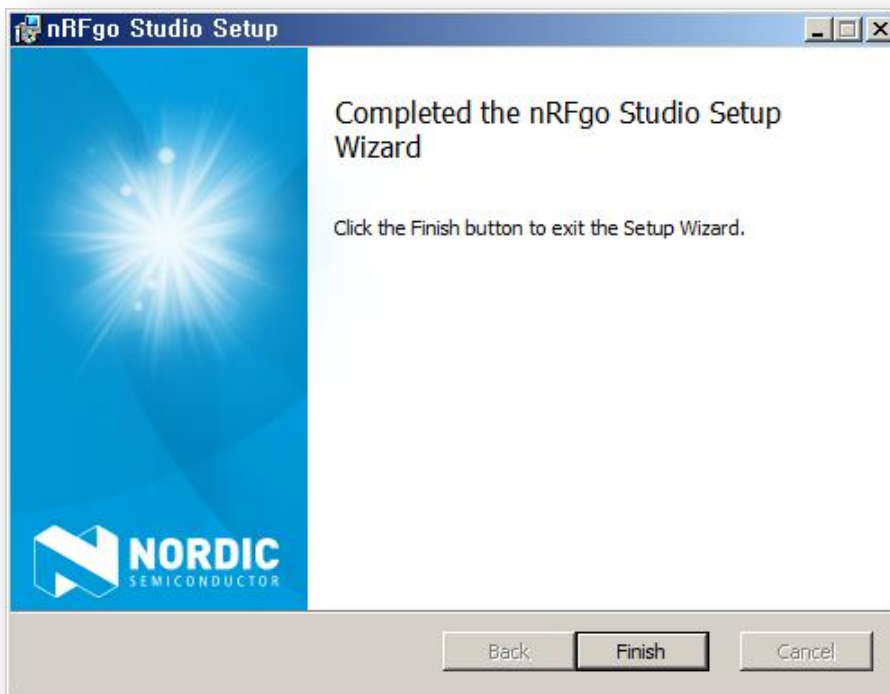 nRFgo Studio Setup
Completed the nRFgo Studio Setup
Wizard
Click the Finish button to exit the Setup Wizard.
NORDIC
SEMICONDUCTOR
Back Finish Cancel